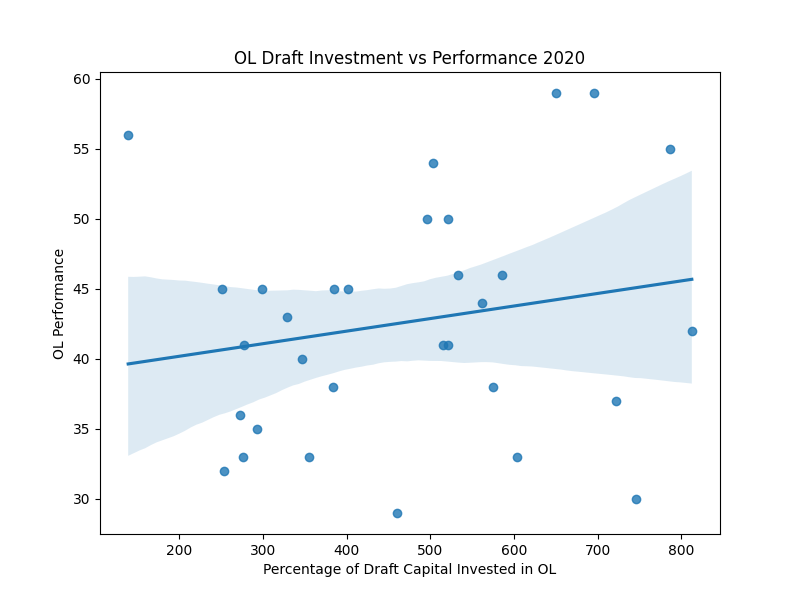 OL Draft Investment vs Performance 2020
60
55
50
45
40
35
30
OL Performance
200 300 400 500 600 700 800
Percentage of Draft Capital Invested in OL